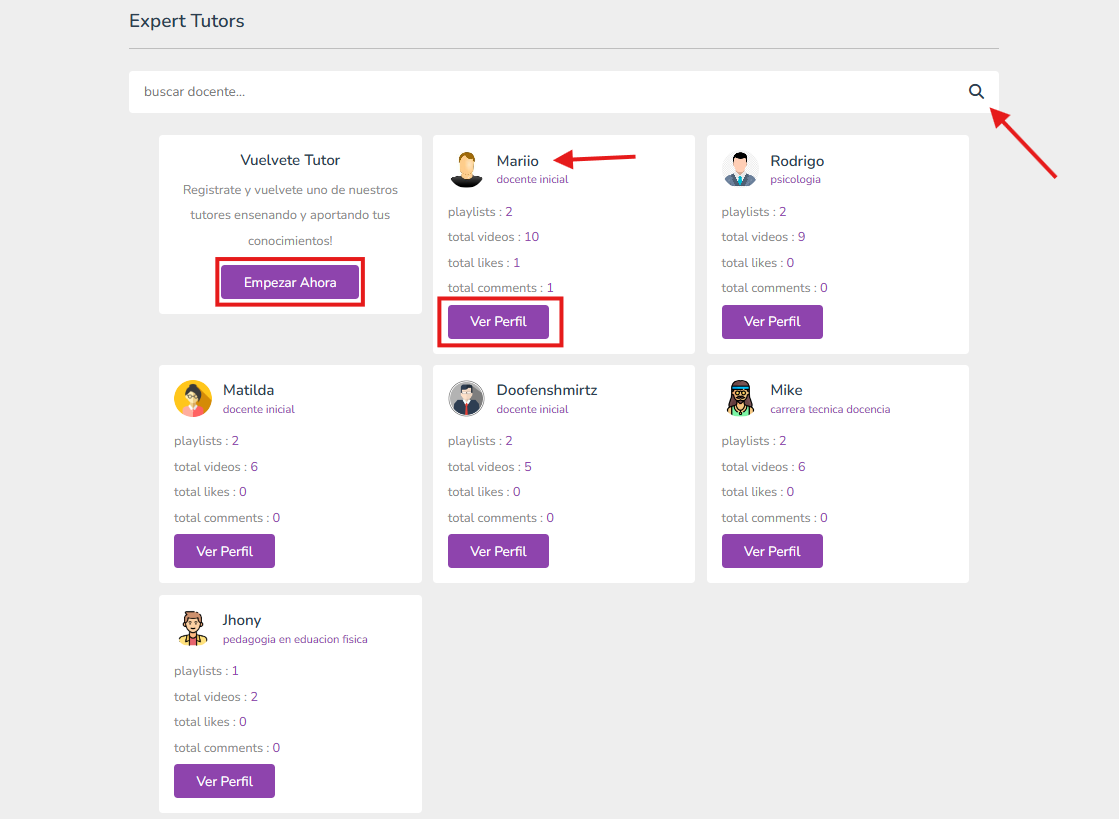 Expert Tutors
buscar docente...
Vuelvete Tutor
Registrate y vuelvete uno de nuestros
tutores ensenando y aportando tus
conocimientos!
Empezar Ahora
Mariio
docente inicial
playlists : 2
total videos : 10
total likes : 1
total comments : 1
Ver Perfil
Rodrigo
psicologia
playlists : 2
total videos : 9
total likes : 0
total comments : 0
Ver Perfil
Matilda
docente inicial
playlists : 2
total videos : 6
total likes : 0
total comments : 0
Ver Perfil
Doofenshmirtz
docente inicial
playlists : 2
total videos : 5
total likes : 0
total comments : 0
Ver Perfil
Mike
carrera tecnica docencia
playlists : 2
total videos : 6
total likes : 0
total comments : 0
Ver Perfil
Jhony
pedagogia en eduacion fisica
playlists : 1
total videos : 2
total likes : 0
total comments : 0
Ver Perfil